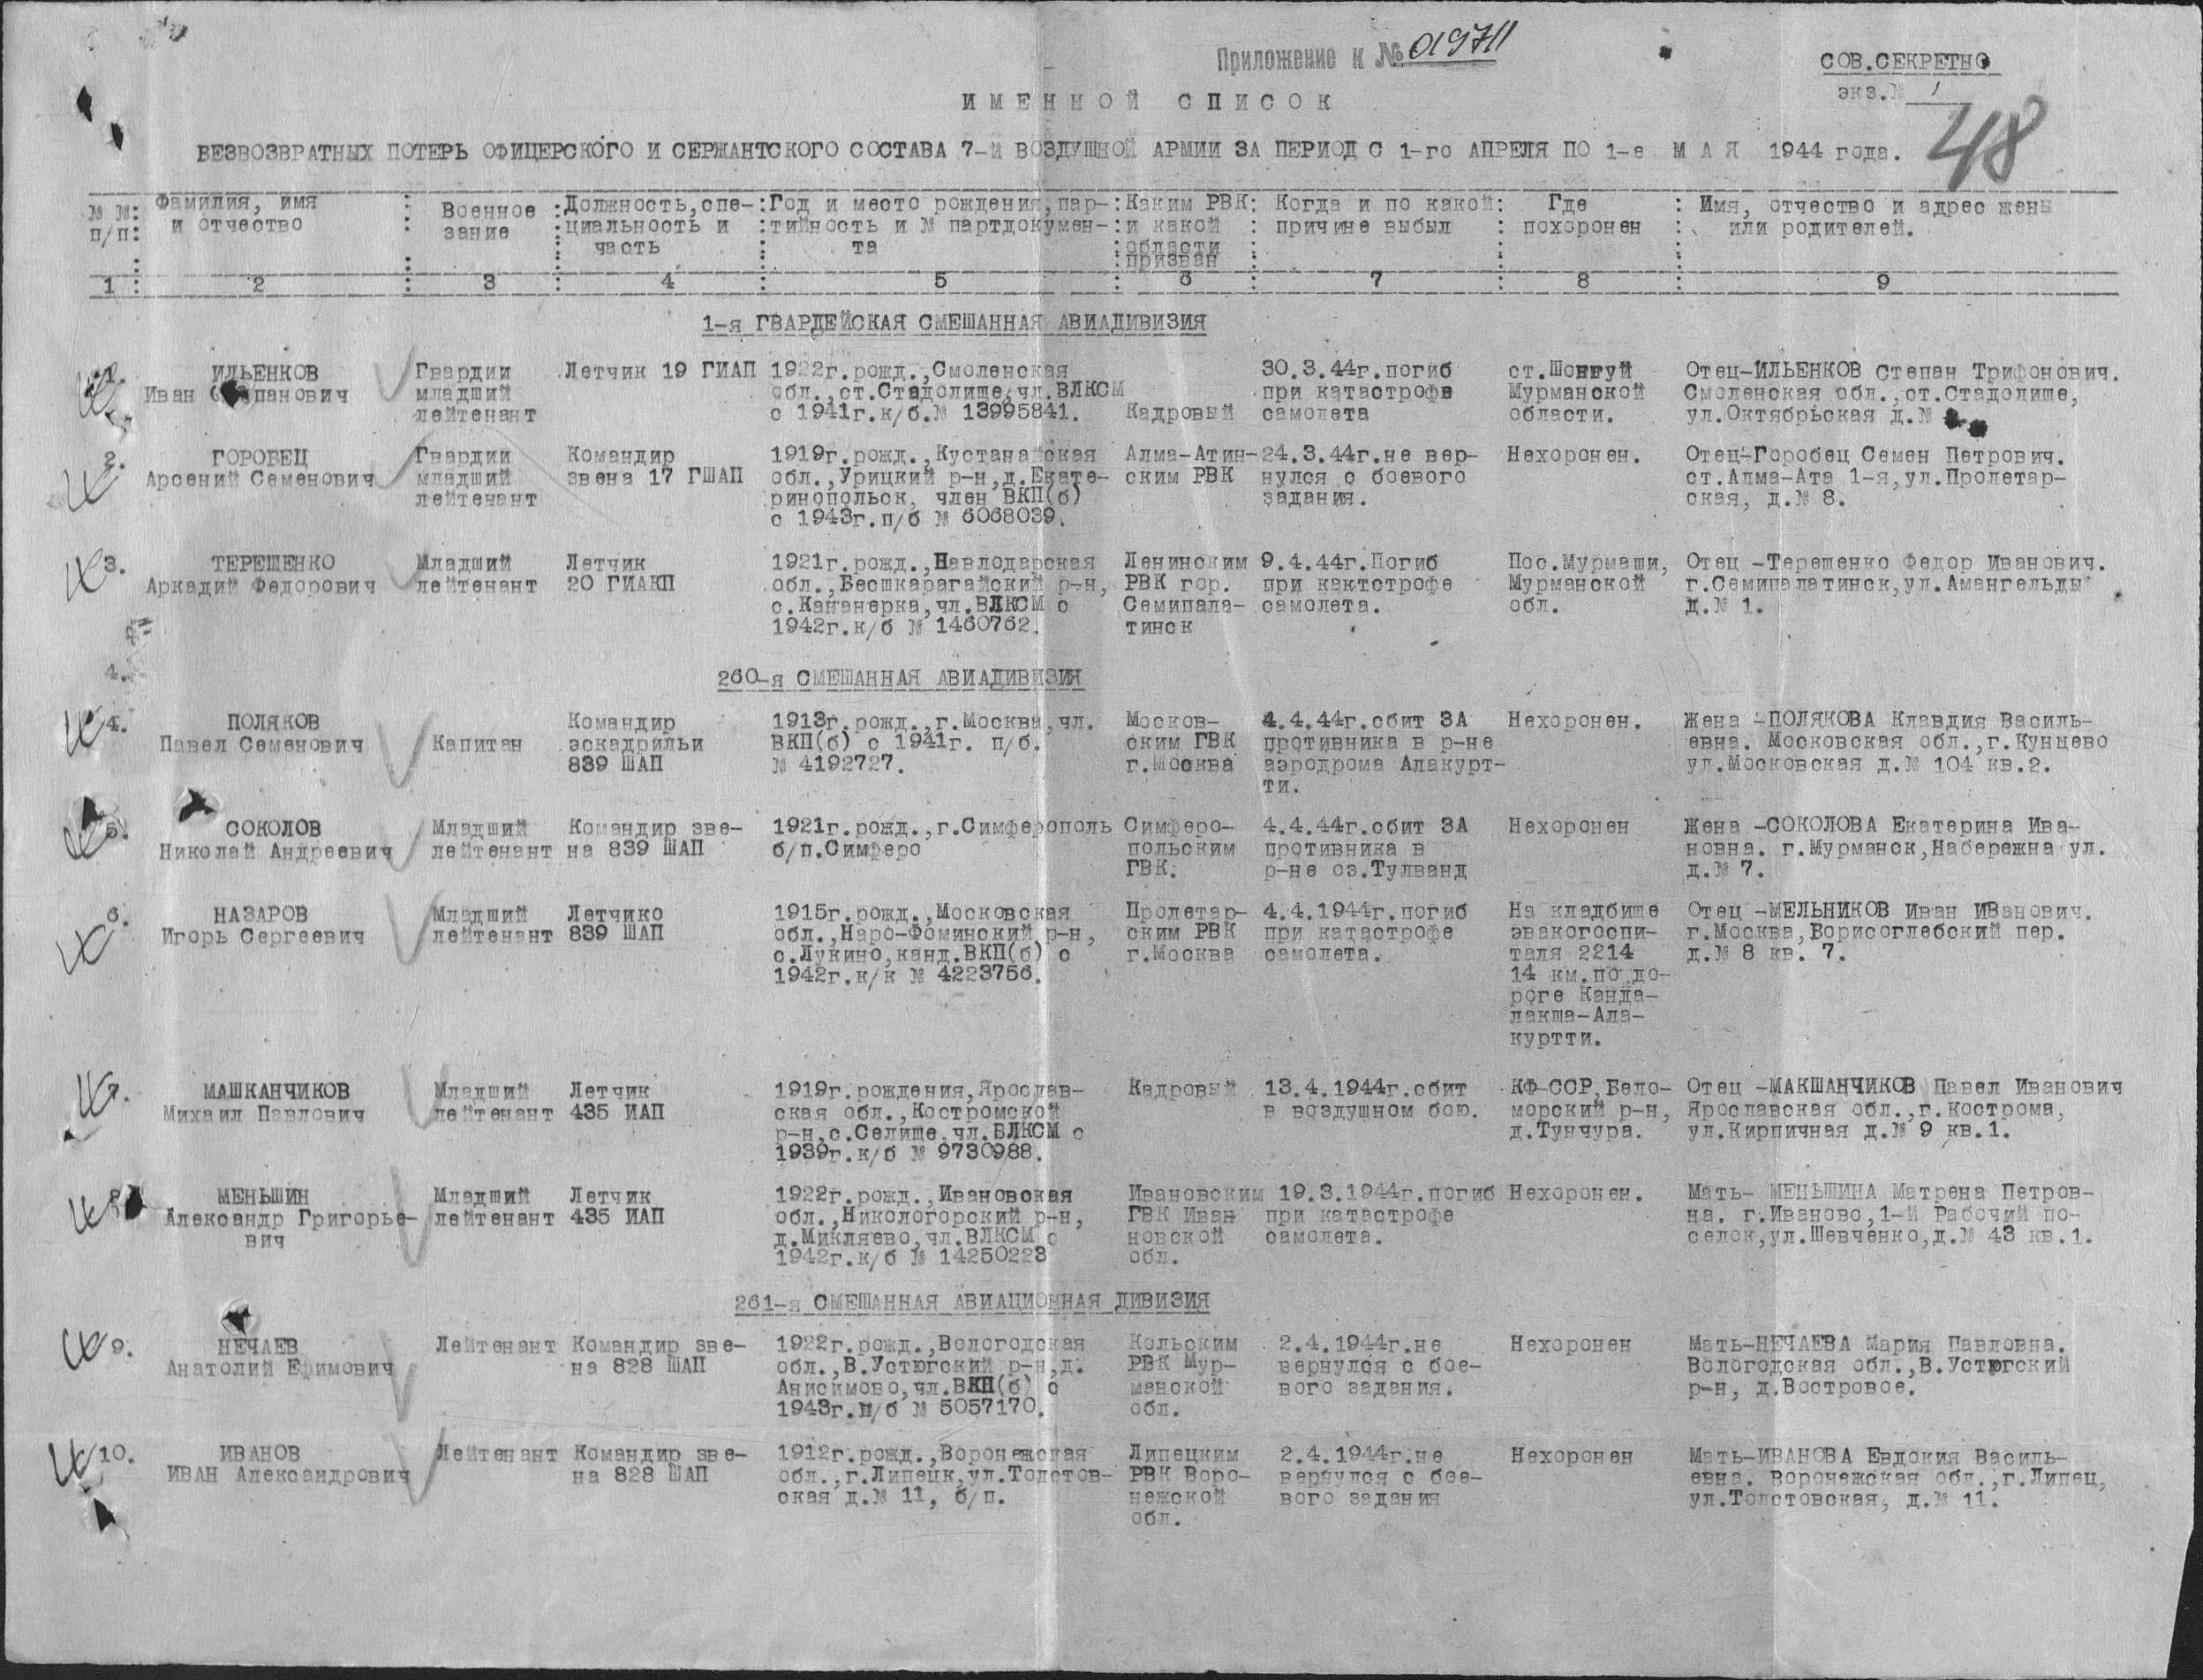 Приложение к № 019711
СОВ.СЕКРЕТНО
экз.№ 1
48
ИМЕННОЙ СПИСОК
БЕЗВОЗВРАТНЫХ ПОТЕРЬ ОФИЦЕРСКОГО И СЕРЖАНТСКОГО СОСТАВА 7-й ВОЗДУШНОЙ АРМИИ ЗА ПЕРИОД С 1-го АПРЕЛЯ ПО 1-е МАЯ 1944 года.
№ № п/п: Фамилия, имя и отчество : Военное звание : Должность, спе-циальность и часть : Год и место рождения, пар-тийность и № партдокумен-та : Каким РВК и какой области призван : Когда и по какой причине выбыл : Где похоронен : Имя, отчество и адрес жены или родителей.
1 : 2 : 3 : 4 : 5 : 6 : 7 : 8 : 9
1-я ГВАРДЕЙСКАЯ СМЕШАННАЯ АВИАДИВИЗИЯ
1. ИЛЬЕНКОВ Гвардии Летчик 19 ГИАП 1922г.рожд.,Смоленская 30.3.44г.погиб ст.Шонгуй Отец-ИЛЬЕНКОВ Степан Трифонович.
Иван Степанович младший обл.,ст.Стадолище,чл.ВЛКСМ при катастрофе Мурманской Смоленская обл.,ст.Стадолище,
лейтенант с 1941г.к/б.№ 13995841. Кадровый самолета области. ул.Октябрьская д.№
2. ГОРОВЕЦ Гвардии Командир 1919г.рожд.,Кустанайская Алма-Атин- 24.3.44г.не вер- Нехоронен. Отец-Горобец Семен Петрович.
Арсений Семенович младший звена 17 ГШАП обл.,Урицкий р-н,д.Екате- ским РВК нулся с боевого ст.Алма-Ата 1-я,ул.Пролетар-
лейтенант ринопольск, член ВКП(б) задания. ская, д.№ 8.
с 1943г.п/б № 6068039.
3. ТЕРЕЩЕНКО Младший Летчик 1921г.рожд.,Павлодарская Ленинским 9.4.44г.Погиб Пос.Мурмаши, Отец -Терешенко Федор Иванович.
Аркадий Федорович лейтенант 20 ГИАКП обл.,Бесшкарагайский р-н, РВК гор. при кактстрофе Мурманской г.Семипалатинск,ул.Амангельды
с.Кананерка,чл.ВЛКСМ с Семипала- самолета. обл. д.№ 1.
1942г.к/б № 1460762. тинск
4.
260-я СМЕШАННАЯ АВИАДИВИЗИЯ
4. ПОЛЯКОВ Командир 1913г.рожд.,г.Москва,чл. Москов- 4.4.44г.сбит ЗА Нехоронен. Жена -ПОЛЯКОВА Клавдия Василь-
Павел Семенович Капитан эскадрильи ВКП(б) с 1941г. п/б. ским ГВК противника в р-не евна. Московская обл.,г.Кунцево
839 ШАП № 4192727. г.Москва аэродрома Алакурт- ул.Московская д.№ 104 кв.2.
ти.
5. СОКОЛОВ Младший Командир зве- 1921г.рожд.,г.Симферополь Симферо- 4.4.44г.сбит ЗА Нехоронен Жена -СОКОЛОВА Екатерина Ива-
Николай Андреевич лейтенант на 839 ШАП б/п.Симферо польским противника в новна. г.Мурманск,Набережна ул.
ГВК. р-не оз.Тулванд д.№ 7.
6. НАЗАРОВ Младший Летчико 1915г.рожд.,Московская Пролетар- 4.4.1944г.погиб На кладбище Отец -МЕЛЬНИКОВ Иван ИВанович.
Игорь Сергеевич лейтенант 839 ШАП обл.,Наро-Фоминский р-н, ским РВК при катастрофе эвакогоспи- г.Москва,Борисоглебский пер.
с.Лукино,канд.ВКП(б) с г.Москва самолета. таля 2214 д.№ 8 кв. 7.
1942г.к/к № 4223756. 14 км.по до-
роге Канда-
лакша-Ала-
куртти.
7. МАШКАНЧИКОВ Младший Летчик 1919г.рождения,Ярослав- Кадровый 13.4.1944г.сбит КФ-ССР,Бело- Отец -МАКШАНЧИКОВ Павел Иванович
Михаил Павлович лейтенант 435 ИАП ская обл.,Костромской в воздушном бою. морский р-н, Ярославская обл.,г.Кострома,
р-н,с.Селище,чл.ВЛКСМ с д.Тунчура. ул.Кирпичная д.№ 9 кв.1.
1939г.к/б № 9730988.
8. МЕНЬШИН Младший Летчик 1922г.рожд.,Ивановская Ивановским 19.3.1944г.погиб Нехоронен. Мать- МЕНЬШИНА Матрена Петров-
Александр Григорье- лейтенант 435 ИАП обл.,Никологорский р-н, ГВК Иван при катастрофе на. г.Иваново,1-й Рабочий по-
вич д.Микляево,чл.ВЛКСМ с новской самолета. селок,ул.Шевченко,д.№ 43 кв.1.
1942г.к/б № 14250223 обл.
261-я СМЕШАННАЯ АВИАЦИОННАЯ ДИВИЗИЯ
9. НЕЧАЕВ Лейтенант Командир зве- 1922г.рожд.,Вологодская Кольским 2.4.1944г.не Нехоронен Мать-НЕЧАЕВА Мария Павловна.
Анатолий Ефимович на 828 ШАП обл.,В.Устюгский р-н,д. РВК Мур- вернулся с бое- Вологодская обл.,В.Устюгский
Анисимово,чл.ВКП(б) с манской вого задания. р-н, д.Востровое.
1943г.п/б № 5057170. обл.
10. ИВАНОВ Лейтенант Командир зве- 1912г.рожд.,Воронежская Липецким 2.4.1944г.не Нехоронен Мать-ИВАНОВА Евдокия Василь-
ИВАН Александрович на 828 ШАП обл.,г.Липецк,ул.Толстов- РВК Воро- вернулся с бое- евна. Воронежская обл.,г.Липец,
ская д.№ 11, б/п. нежской вого задания ул.Толстовская, д.№ 11.
обл.